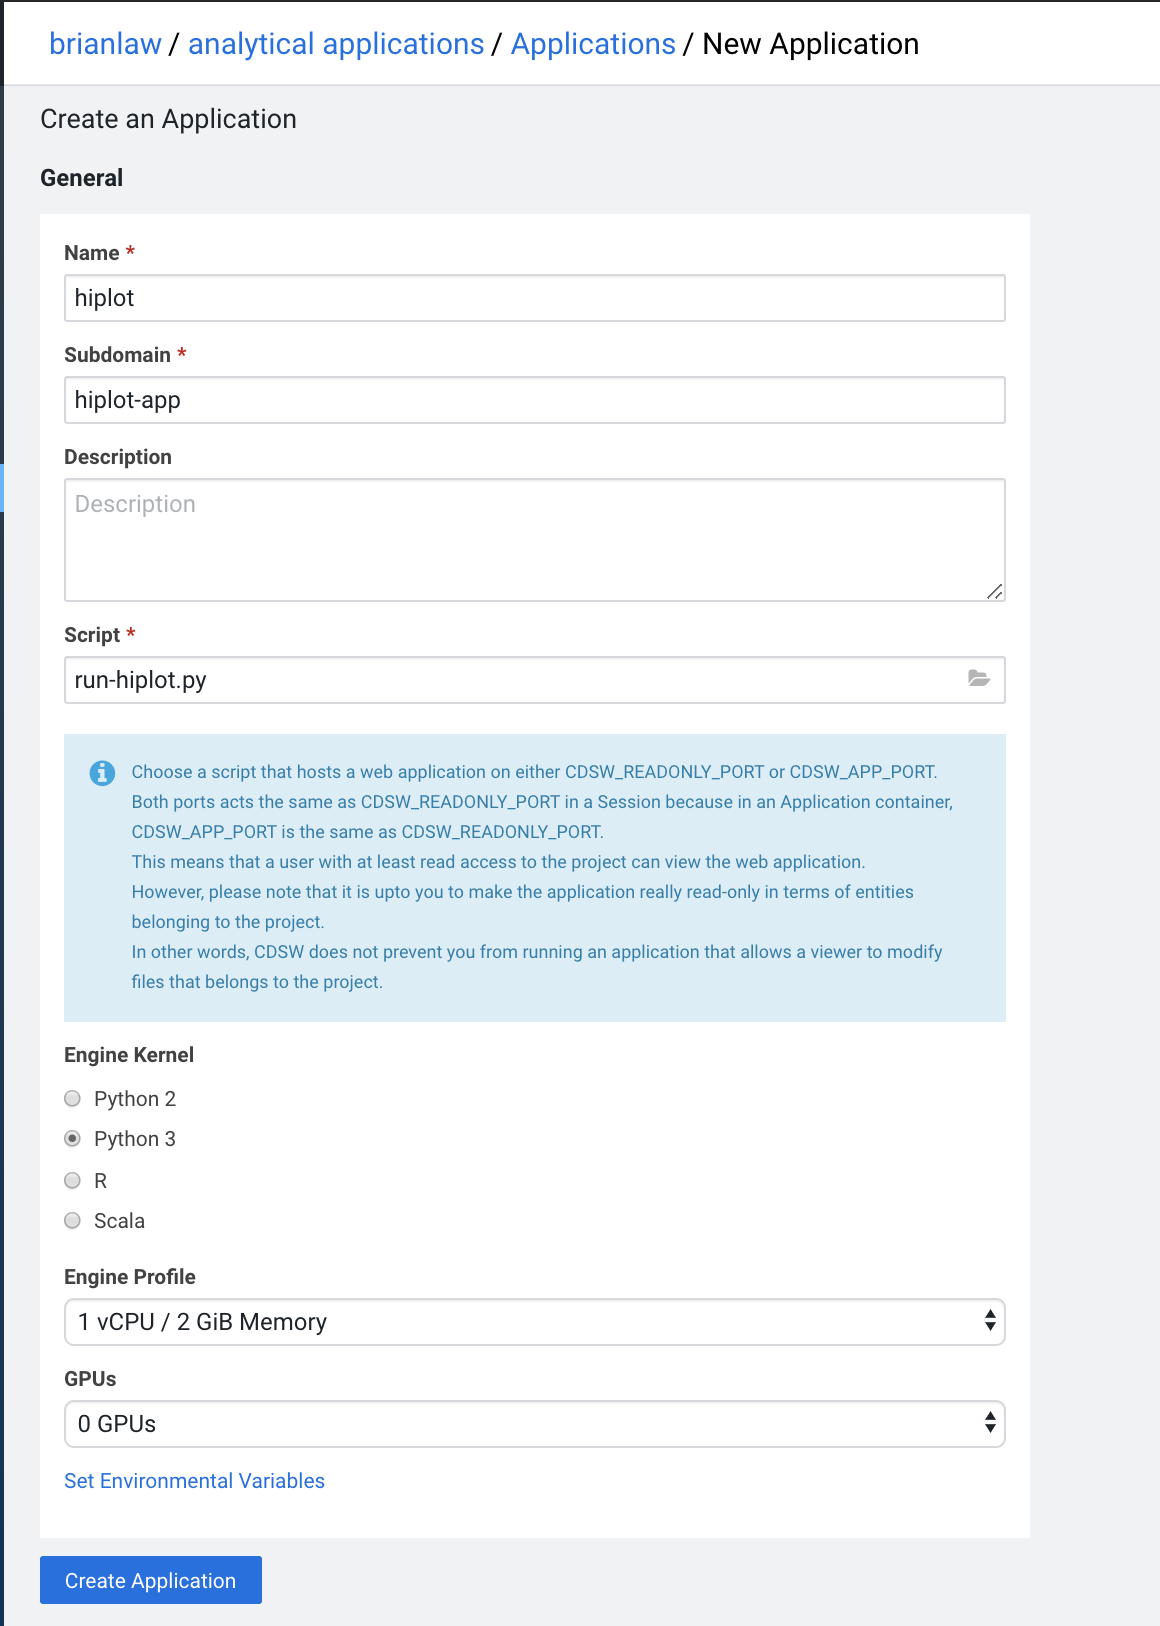 brianlaw / analytical applications / Applications / New Application
Create an Application
General
Name *
hiplot
Subdomain *
hiplot-app
Description
Description
Script *
run-hiplot.py
Choose a script that hosts a web application on either CDSW_READONLY_PORT or CDSW_APP_PORT.
Both ports acts the same as CDSW_READONLY_PORT in a Session because in an Application container,
CDSW_APP_PORT is the same as CDSW_READONLY_PORT.
This means that a user with at least read access to the project can view the web application.
However, please note that it is upto you to make the application really read-only in terms of entities
belonging to the project.
In other words, CDSW does not prevent you from running an application that allows a viewer to modify
files that belongs to the project.
Engine Kernel
Python 2
Python 3
R
Scala
Engine Profile
1 vCPU / 2 GiB Memory
GPUs
0 GPUs
Set Environmental Variables
Create Application